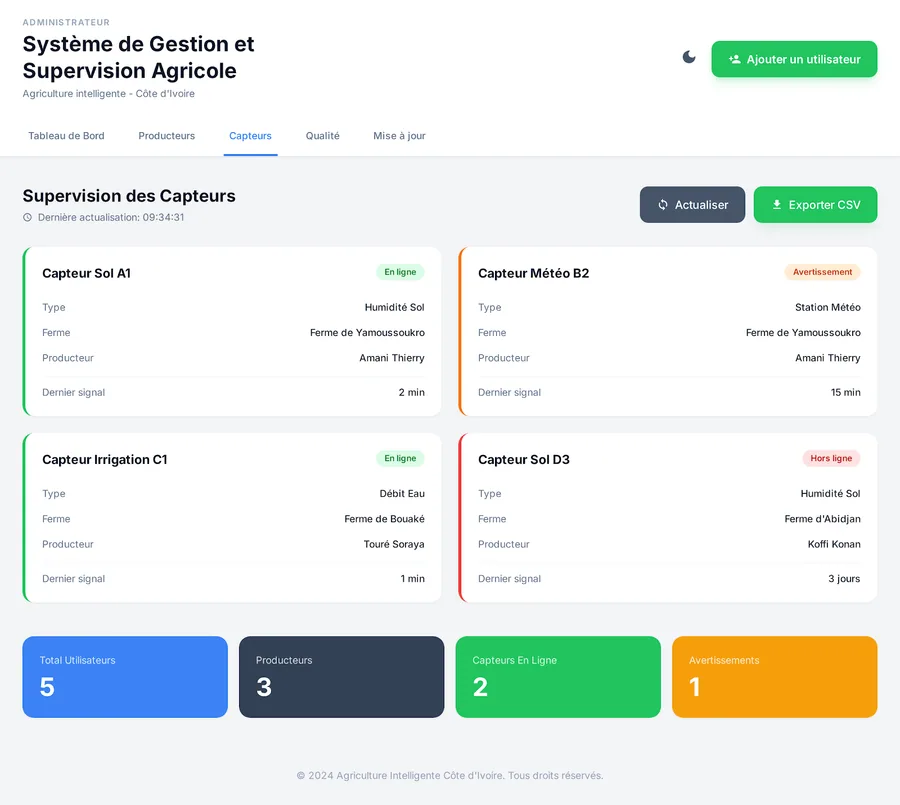 ADMINISTRATEUR
Système de Gestion et
Supervision Agricole
Agriculture intelligente - Côte d'Ivoire
Ajouter un utilisateur
Tableau de Bord
Producteurs
Capteurs
Qualité
Mise à jour
Supervision des Capteurs
Dernière actualisation: 09:34:31
Actualiser
Exporter CSV
Capteur Sol A1
En ligne
Type
Humidité Sol
Ferme
Ferme de Yamoussoukro
Producteur
Amani Thierry
Dernier signal
2 min
Capteur Météo B2
Avertissement
Type
Station Météo
Ferme
Ferme de Yamoussoukro
Producteur
Amani Thierry
Dernier signal
15 min
Capteur Irrigation C1
En ligne
Type
Débit Eau
Ferme
Ferme de Bouaké
Producteur
Touré Soraya
Dernier signal
1 min
Capteur Sol D3
Hors ligne
Type
Humidité Sol
Ferme
Ferme d'Abidjan
Producteur
Koffi Konan
Dernier signal
3 jours
Total Utilisateurs
5
Producteurs
3
Capteurs En Ligne
2
Avertissements
1
© 2024 Agriculture Intelligente Côte d'Ivoire. Tous droits réservés.